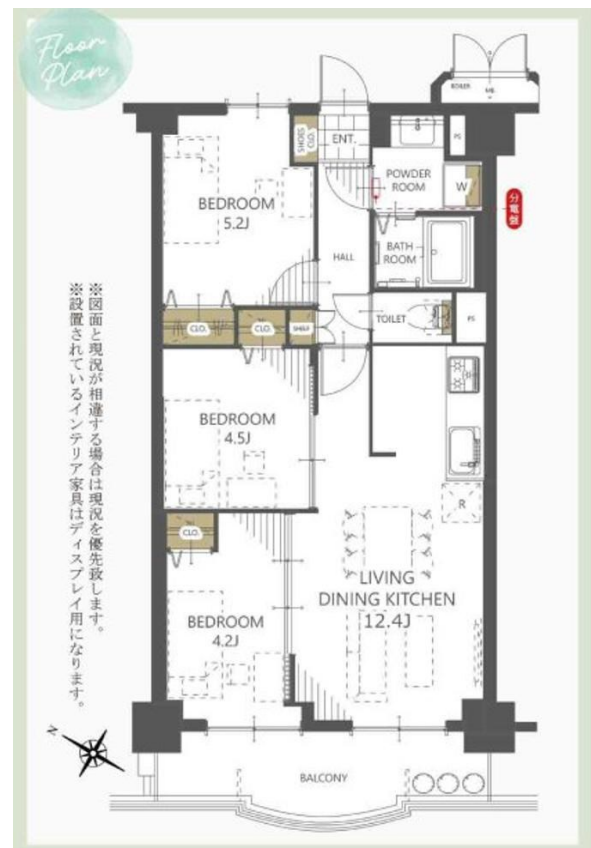 Floor
Plan
BOILER
MB
SHOES
CLO.
ENT.
PS
POWDER
ROOM
W
分電盤
BEDROOM
5.2J
HALL
BATH
ROOM
CLO.
CLO.
SHELF
TOILET
PS
BEDROOM
4.5J
R
CLO.
LIVING
DINING KITCHEN
12.4J
BEDROOM
4.2J
BALCONY
N
※図面と現況が相違する場合は現況を優先致します。
※設置されているインテリア家具はディスプレイ用になります。